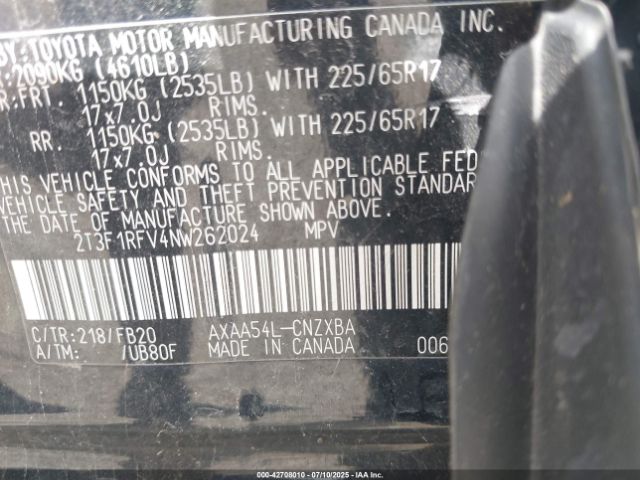 BY: TOYOTA MOTOR MANUFACTURING CANADA INC.
: 2090KG (4610LB)
R: FRT. 1150KG (2535LB) WITH 225/65R17
17x7.0J RIMS.
RR. 1150KG (2535LB) WITH 225/65R17
17x7.0J RIMS.
THIS VEHICLE CONFORMS TO ALL APPLICABLE FED
VEHICLE SAFETY AND THEFT PREVENTION STANDAR
THE DATE OF MANUFACTURE SHOWN ABOVE.
2T3F1RFV4NW262024 MPV
C/TR: 218/FB20 AXAA54L-CNZXBA
A/TM: /UB80F MADE IN CANADA 006
000-42708010 - 07/10/2025 - IAAI.com